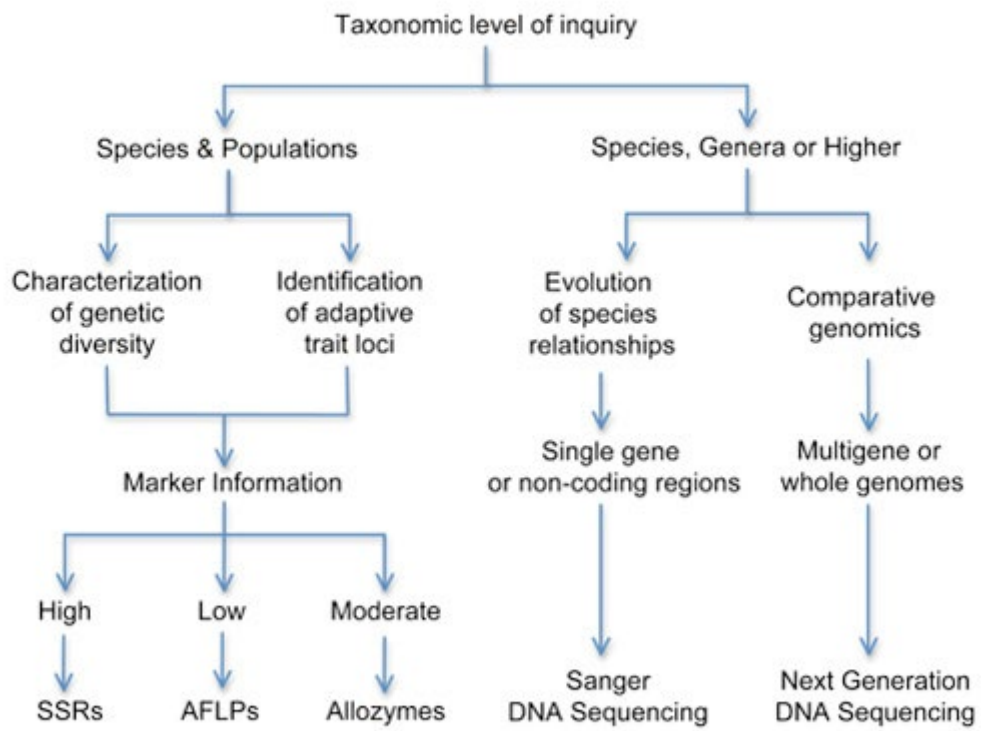 Taxonomic level of inquiry
Species & Populations
Species, Genera or Higher
Characterization
of genetic
diversity
Identification
of adaptive
trait loci
Evolution
of species
relationships
Comparative
genomics
Marker Information
Single gene
or non-coding regions
Multigene or
whole genomes
High
Low
Moderate
SSRs
AFLPs
Allozymes
Sanger
DNA Sequencing
Next Generation
DNA Sequencing